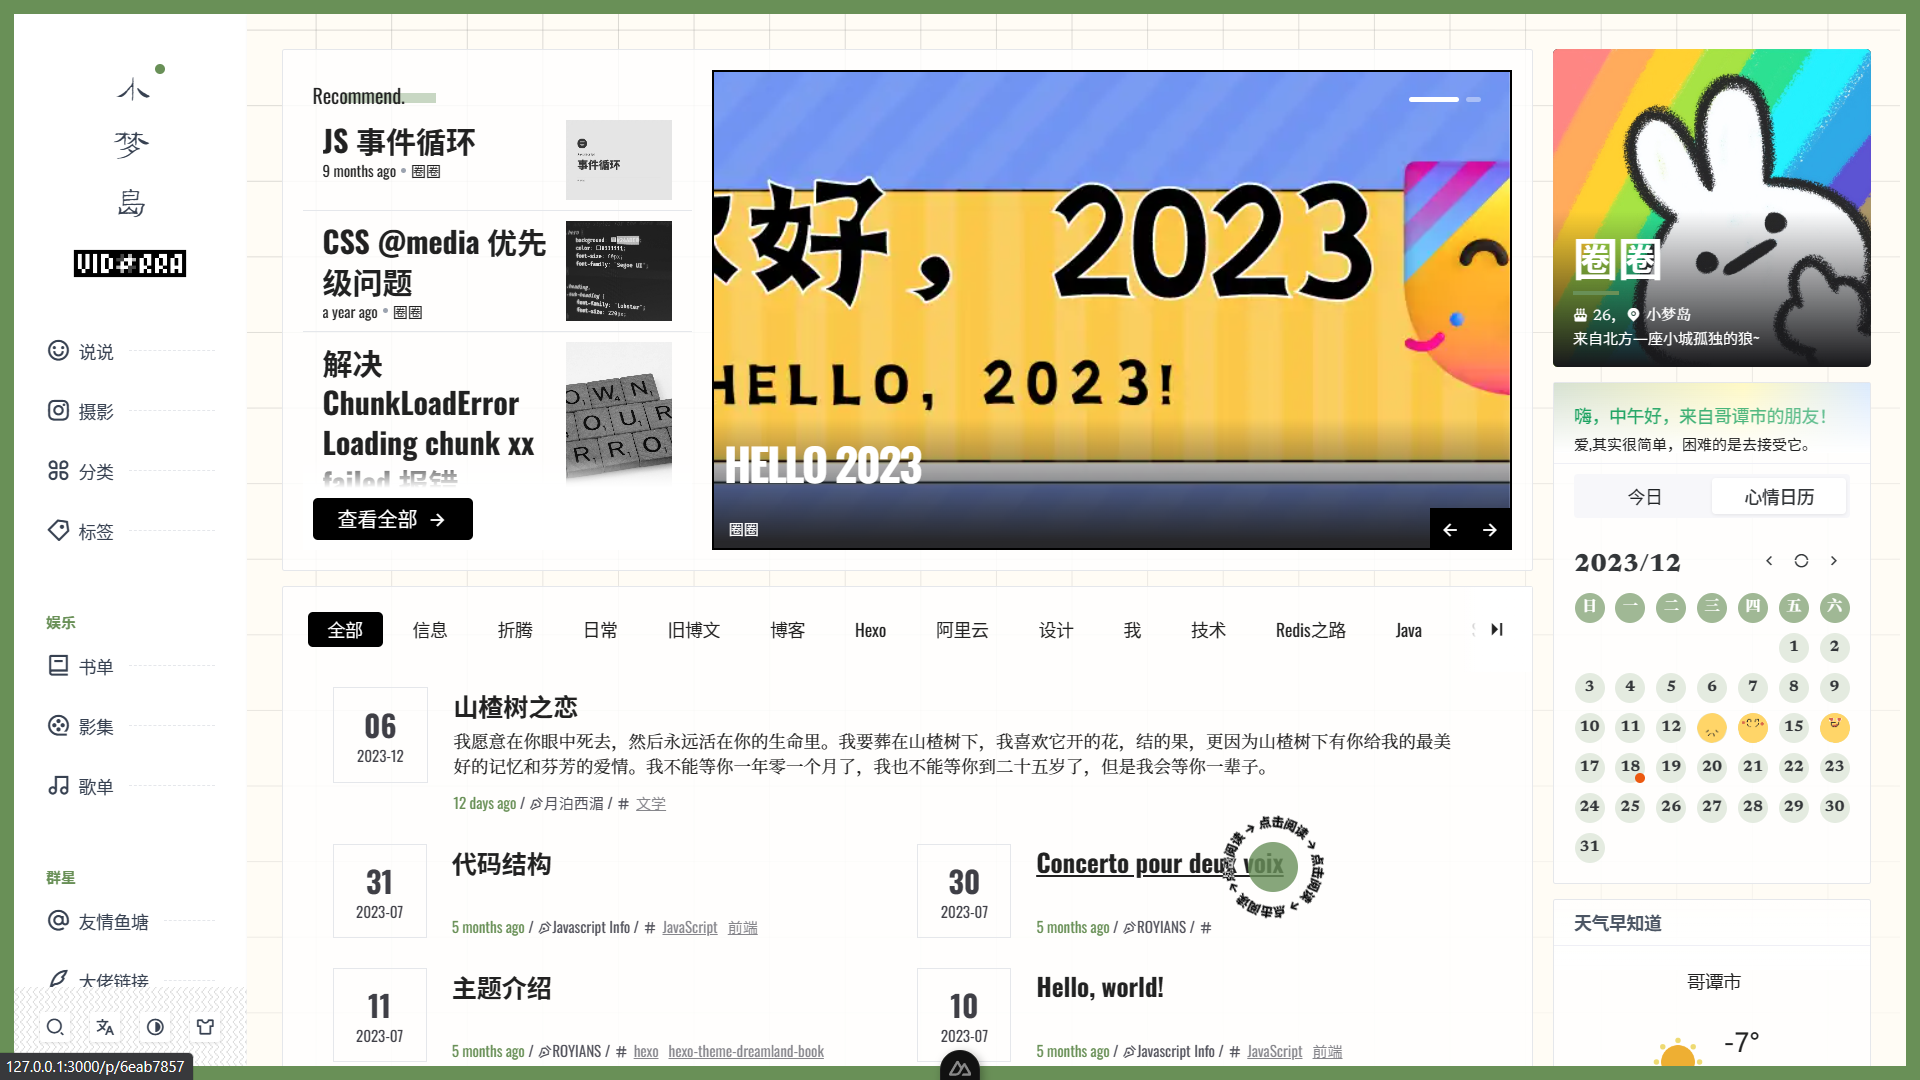 小
梦
岛
VID#RRA
说说
摄影
分类
标签
娱乐
书单
影集
歌单
群星
友情鱼塘
大佬链接
127.0.0.1:3000/p/6eab7857
Recommend.
JS 事件循环
9 months ago • 圈圈
事件循环
CSS @media 优先
级问题
a year ago • 圈圈
解决
ChunkLoadError
Loading chunk xx
failed 报错
查看全部 →
好， 2023
HELLO, 2023!
HELLO 2023
圈圈
全部 信息 折腾 日常 旧博文 博客 Hexo 阿里云 设计 我 技术 Redis之路 Java
06
2023-12
山楂树之恋
我愿意在你眼中死去，然后永远活在你的生命里。我要葬在山楂树下，我喜欢它开的花，结的果，更因为山楂树下有你给我的最美
好的记忆和芬芳的爱情。我不能等你一年零一个月了，我也不能等你到二十五岁了，但是我会等你一辈子。
12 days ago / 月泊西湄 / # 文学
31
2023-07
代码结构
5 months ago / Javascript Info / # JavaScript 前端
30
2023-07
Concerto pour deux voix
点击阅读 → 点击阅读 → 点击阅读 → 点击阅读 →
5 months ago / ROYIANS / #
11
2023-07
主题介绍
5 months ago / ROYIANS / # hexo hexo-theme-dreamland-book
10
2023-07
Hello, world!
5 months ago / Javascript Info / # JavaScript 前端
圈圈
26, 小梦岛
来自北方一座小城孤独的狼~
嗨，中午好，来自哥谭市的朋友！
爱,其实很简单，困难的是去接受它。
今日 心情日历
2023/12
日 一 二 三 四 五 六
1 2
3 4 5 6 7 8 9
10 11 12 15
17 18 19 20 21 22 23
24 25 26 27 28 29 30
31
天气早知道
哥谭市
-7°